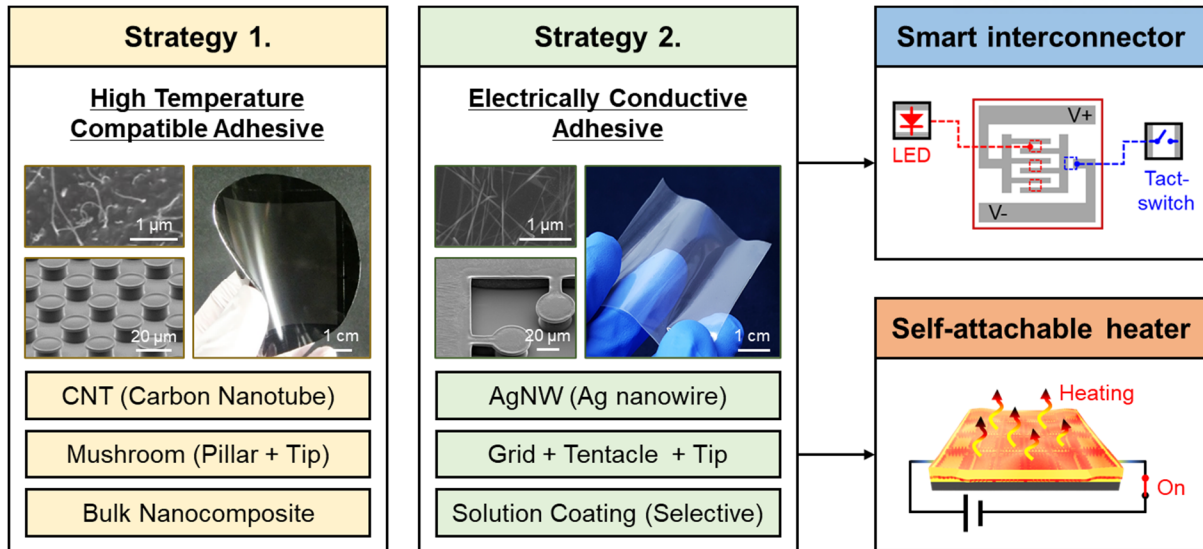 Strategy 1.
High Temperature
Compatible Adhesive
1 μm
20 μm
1 cm
CNT (Carbon Nanotube)
Mushroom (Pillar + Tip)
Bulk Nanocomposite
Strategy 2.
Electrically Conductive
Adhesive
1 μm
20 μm
1 cm
AgNW (Ag nanowire)
Grid + Tentacle + Tip
Solution Coating (Selective)
Smart interconnector
LED
V+
V-
Tact-
switch
Self-attachable heater
Heating
On